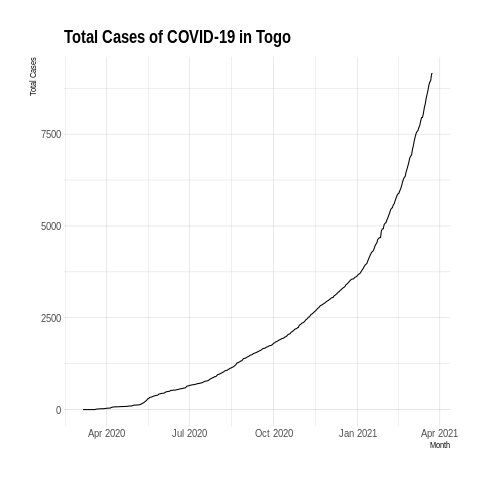 Total Cases of COVID-19 in Togo
Total Cases
7500
5000
2500
0
Apr 2020
Jul 2020
Oct 2020
Jan 2021
Apr 2021
Month